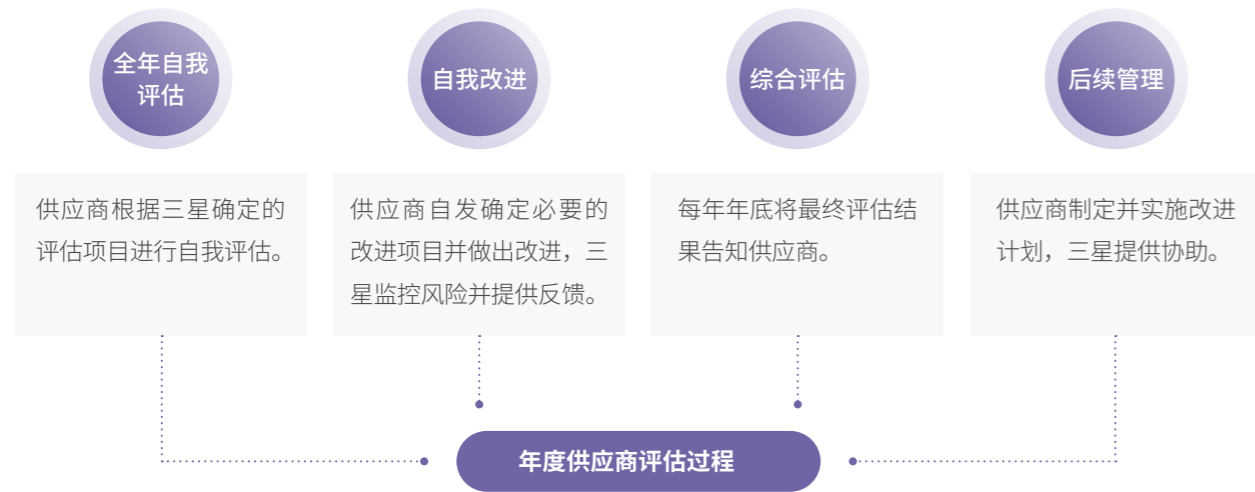 全年自我
评估
自我改进
综合评估
后续管理
供应商根据三星确定的
评估项目进行自我评估。
供应商自发确定必要的
改进项目并做出改进，三
星监控风险并提供反馈。
每年年底将最终评估结
果告知供应商。
供应商制定并实施改进
计划，三星提供协助。
年度供应商评估过程